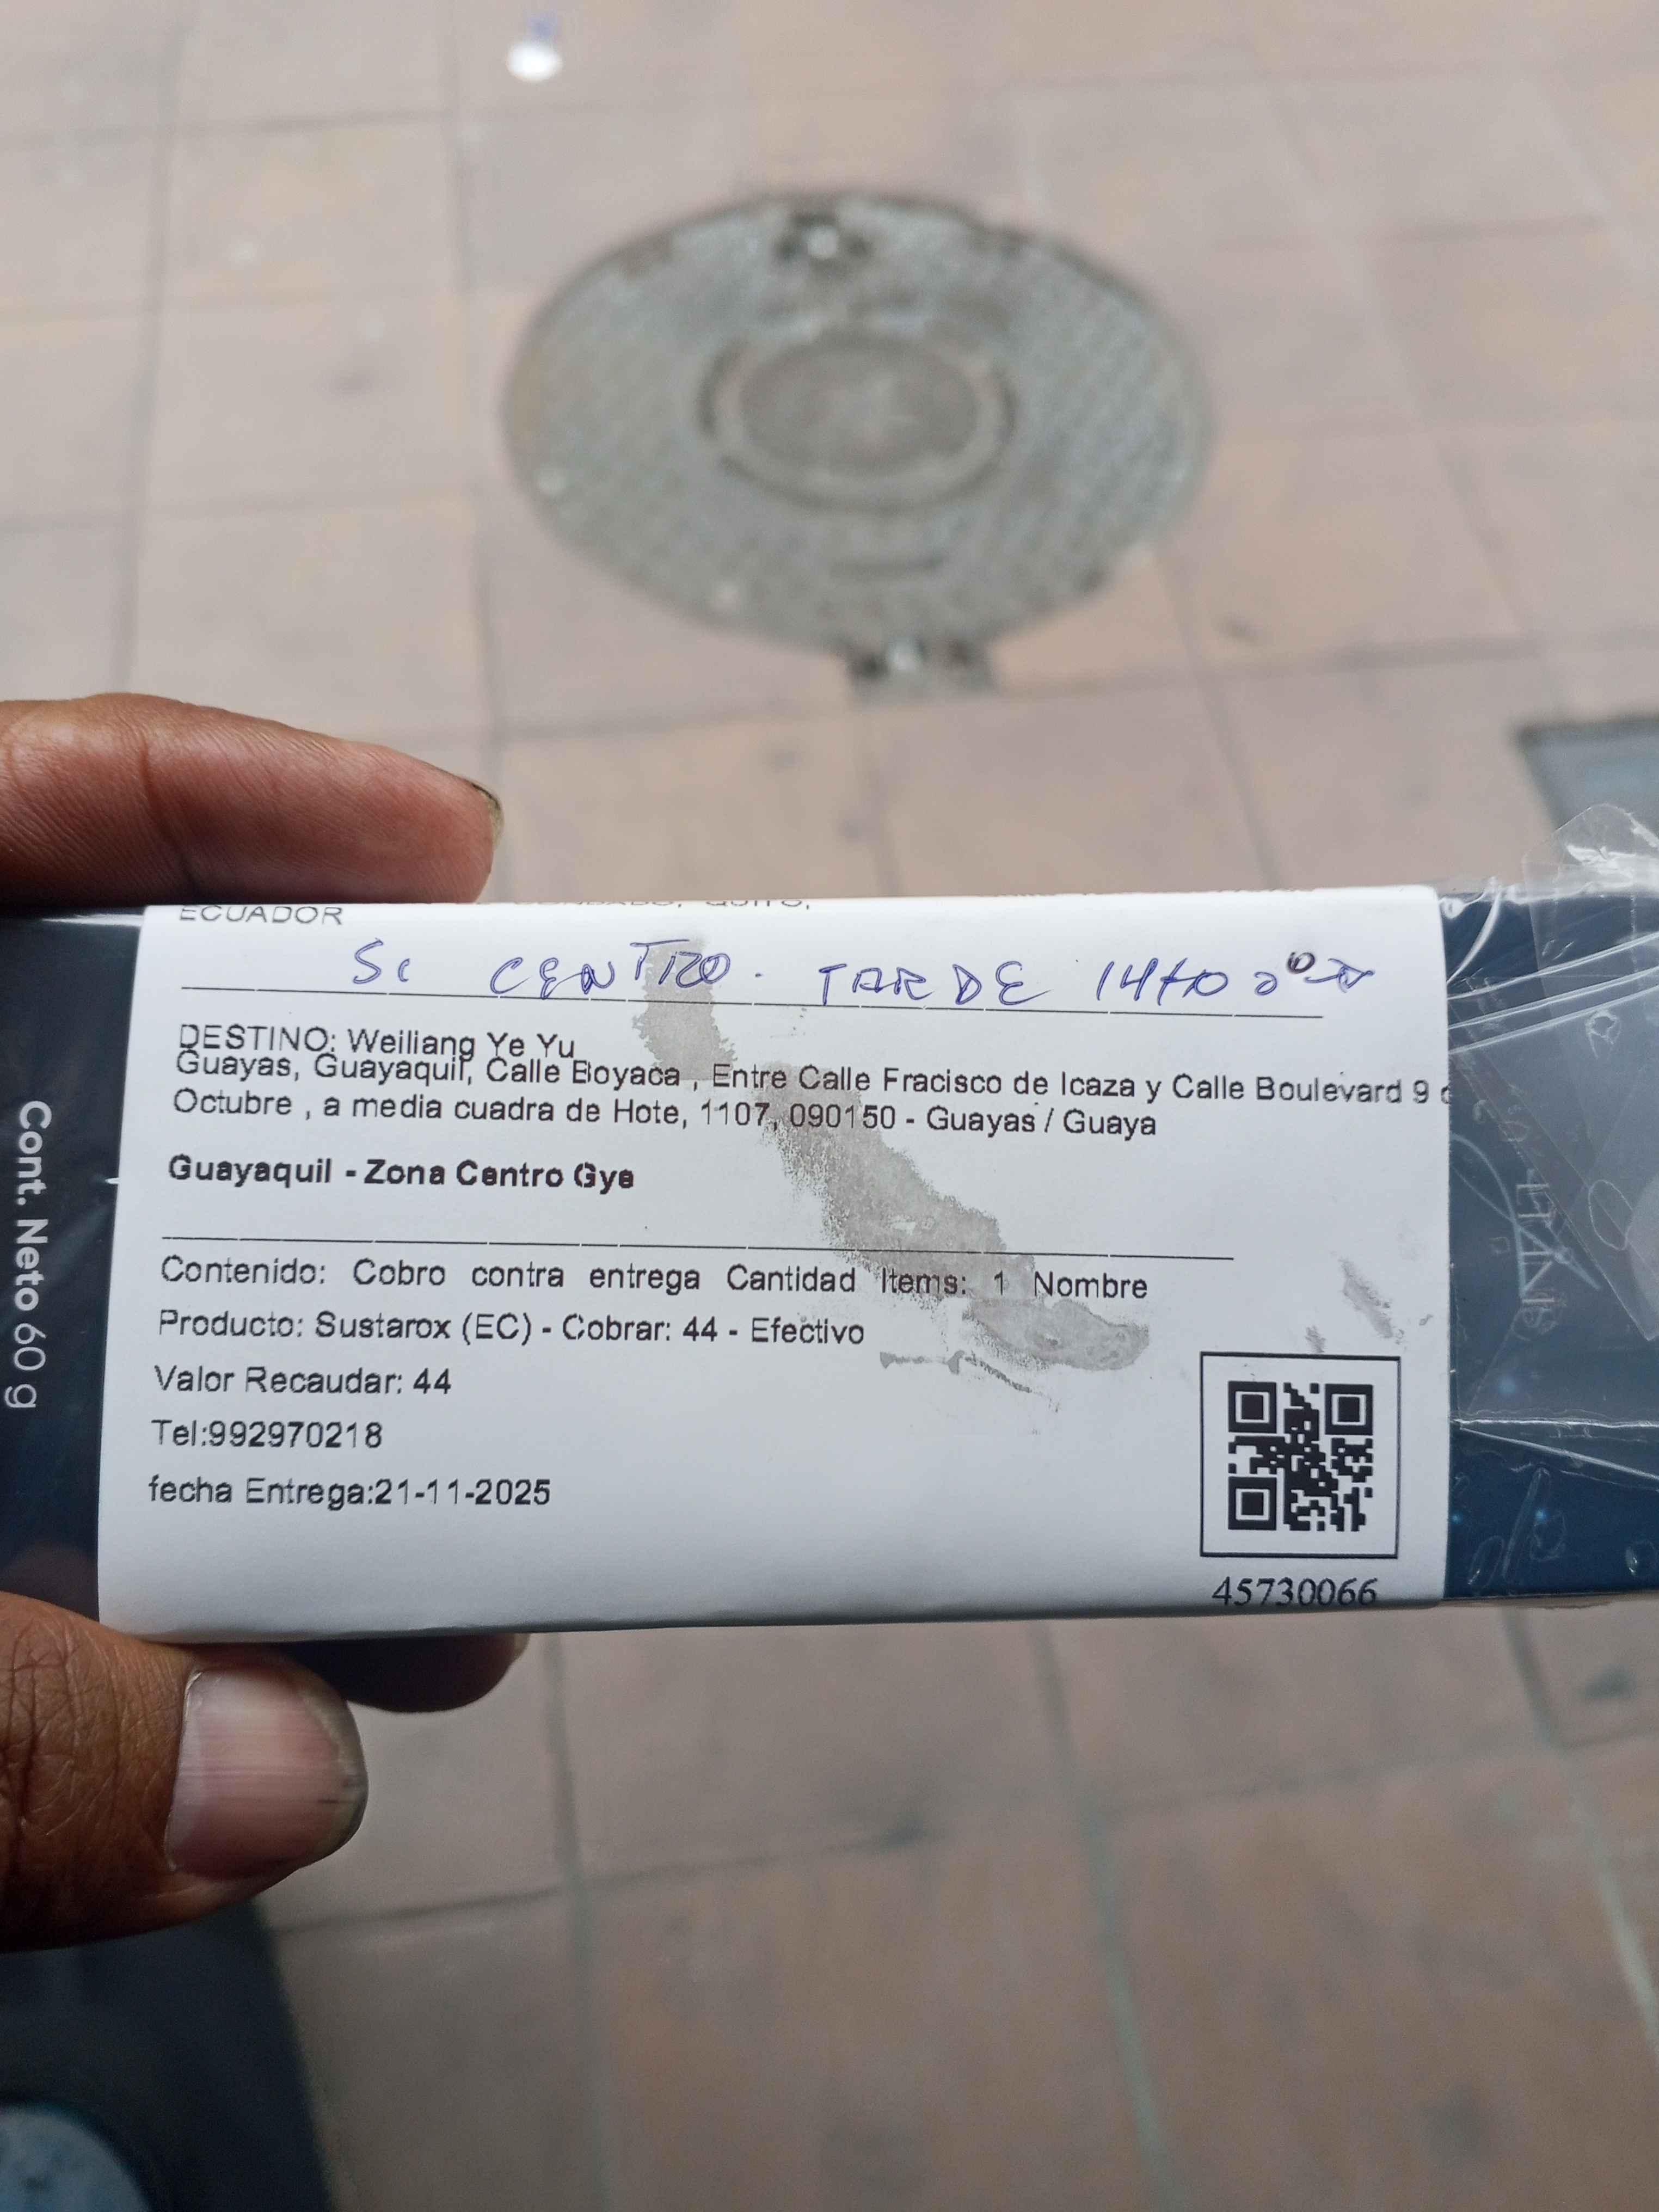 ECUADOR
Sc CENTRO. TARDE 14H00
DESTINO: Weiliang Ye Yu
Guayas, Guayaquil, Calle Boyaca , Entre Calle Fracisco de Icaza y Calle Boulevard 9
Octubre , a media cuadra de Hote, 1107, 090150 - Guayas / Guaya
Guayaquil - Zona Centro Gye
Contenido: Cobro contra entrega Cantidad Items: 1 Nombre
Producto: Sustarox (EC) - Cobrar: 44 - Efectivo
Valor Recaudar: 44
Tel:992970218
fecha Entrega:21-11-2025
45730066
Cont. Neto 60 g